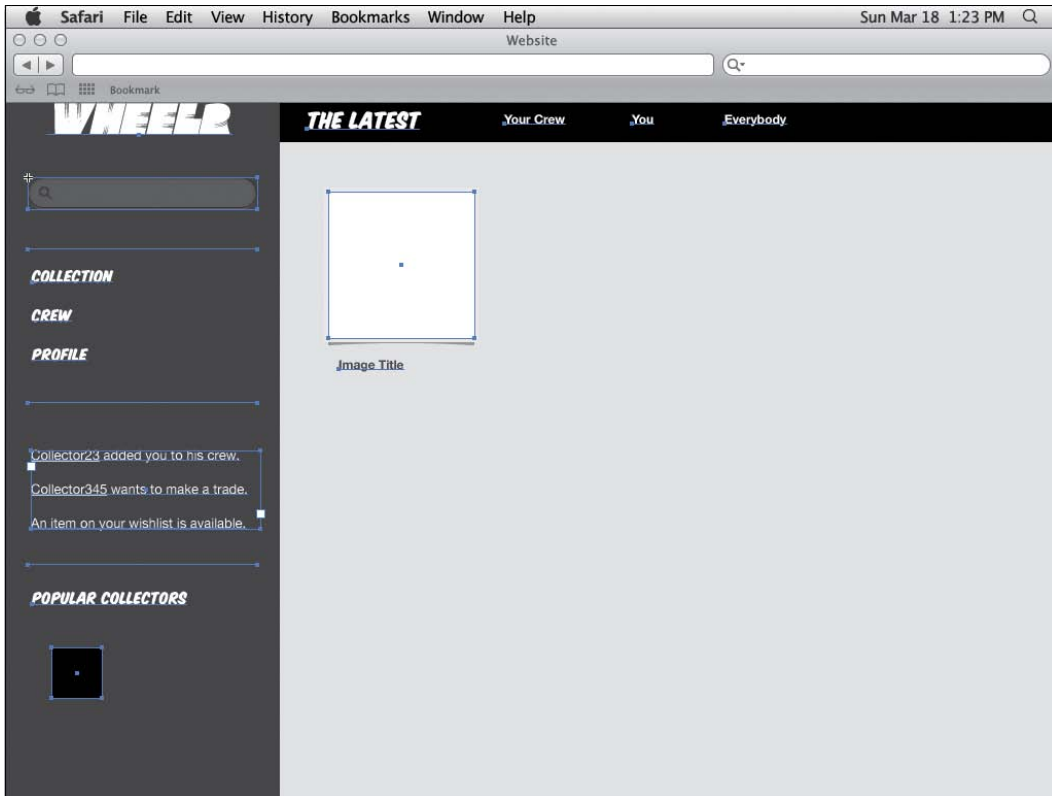 Safari File Edit View History Bookmarks Window Help Sun Mar 18 1:23 PM
Website
Bookmark
WHEELR
THE LATEST Your Crew You Everybody
COLLECTION
CREW
PROFILE
Image Title
Collector23 added you to his crew.
Collector345 wants to make a trade.
An item on your wishlist is available.
POPULAR COLLECTORS